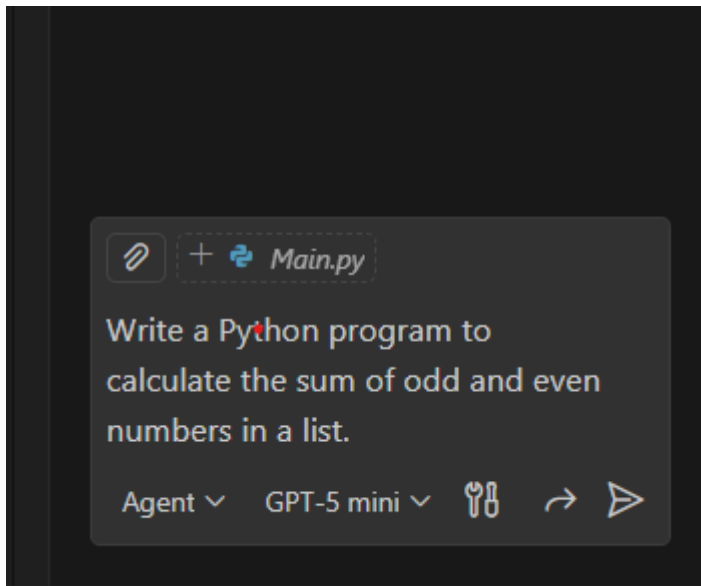 Main.py
Write a Python program to
calculate the sum of odd and even
numbers in a list.
Agent GPT-5 mini